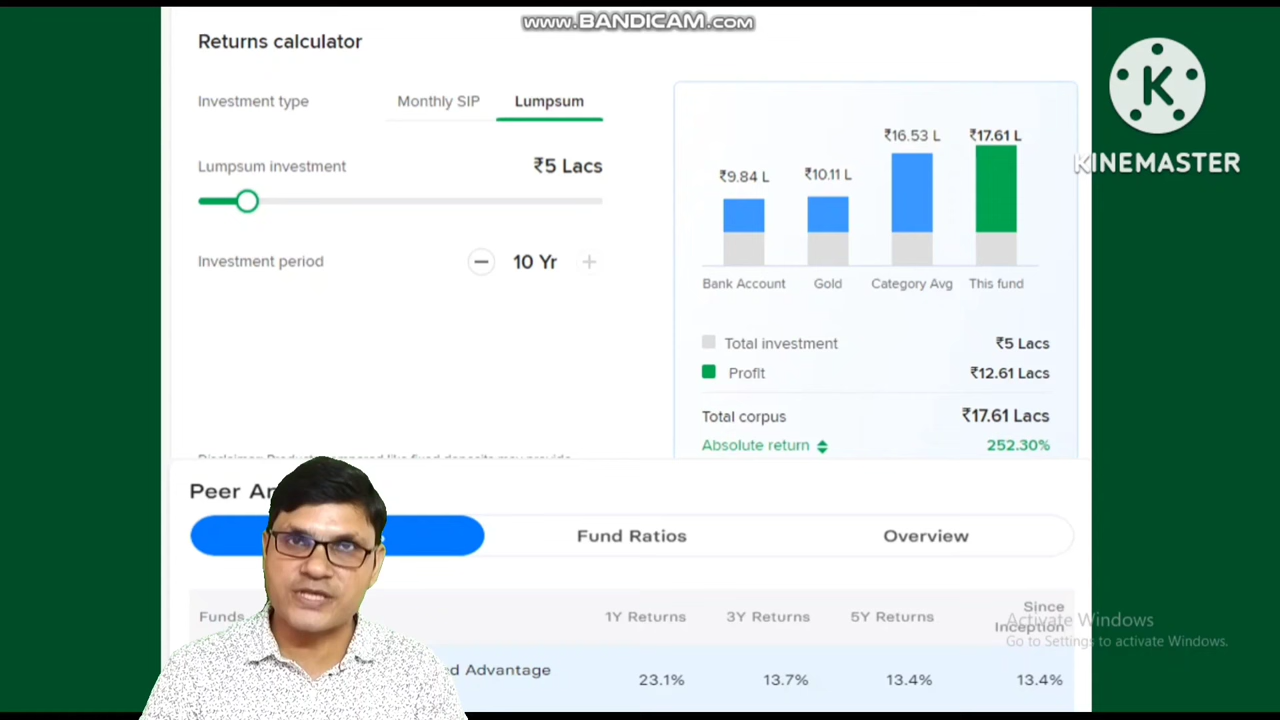 www.BANDICAM.com
Returns calculator
Investment type Monthly SIP Lumpsum
Lumpsum investment ₹5 Lacs
Investment period 10 Yr
₹9.84 L ₹10.11 L ₹16.53 L ₹17.61 L
Bank Account Gold Category Avg This fund
Total investment ₹5 Lacs
Profit ₹12.61 Lacs
Total corpus ₹17.61 Lacs
Absolute return 252.30%
K
KINEMASTER
Peer
Fund Ratios Overview
Funds 1Y Returns 3Y Returns 5Y Returns Since
Inception
Advantage
23.1% 13.7% 13.4% 13.4%
Activate Windows
Go to Settings to activate Windows.